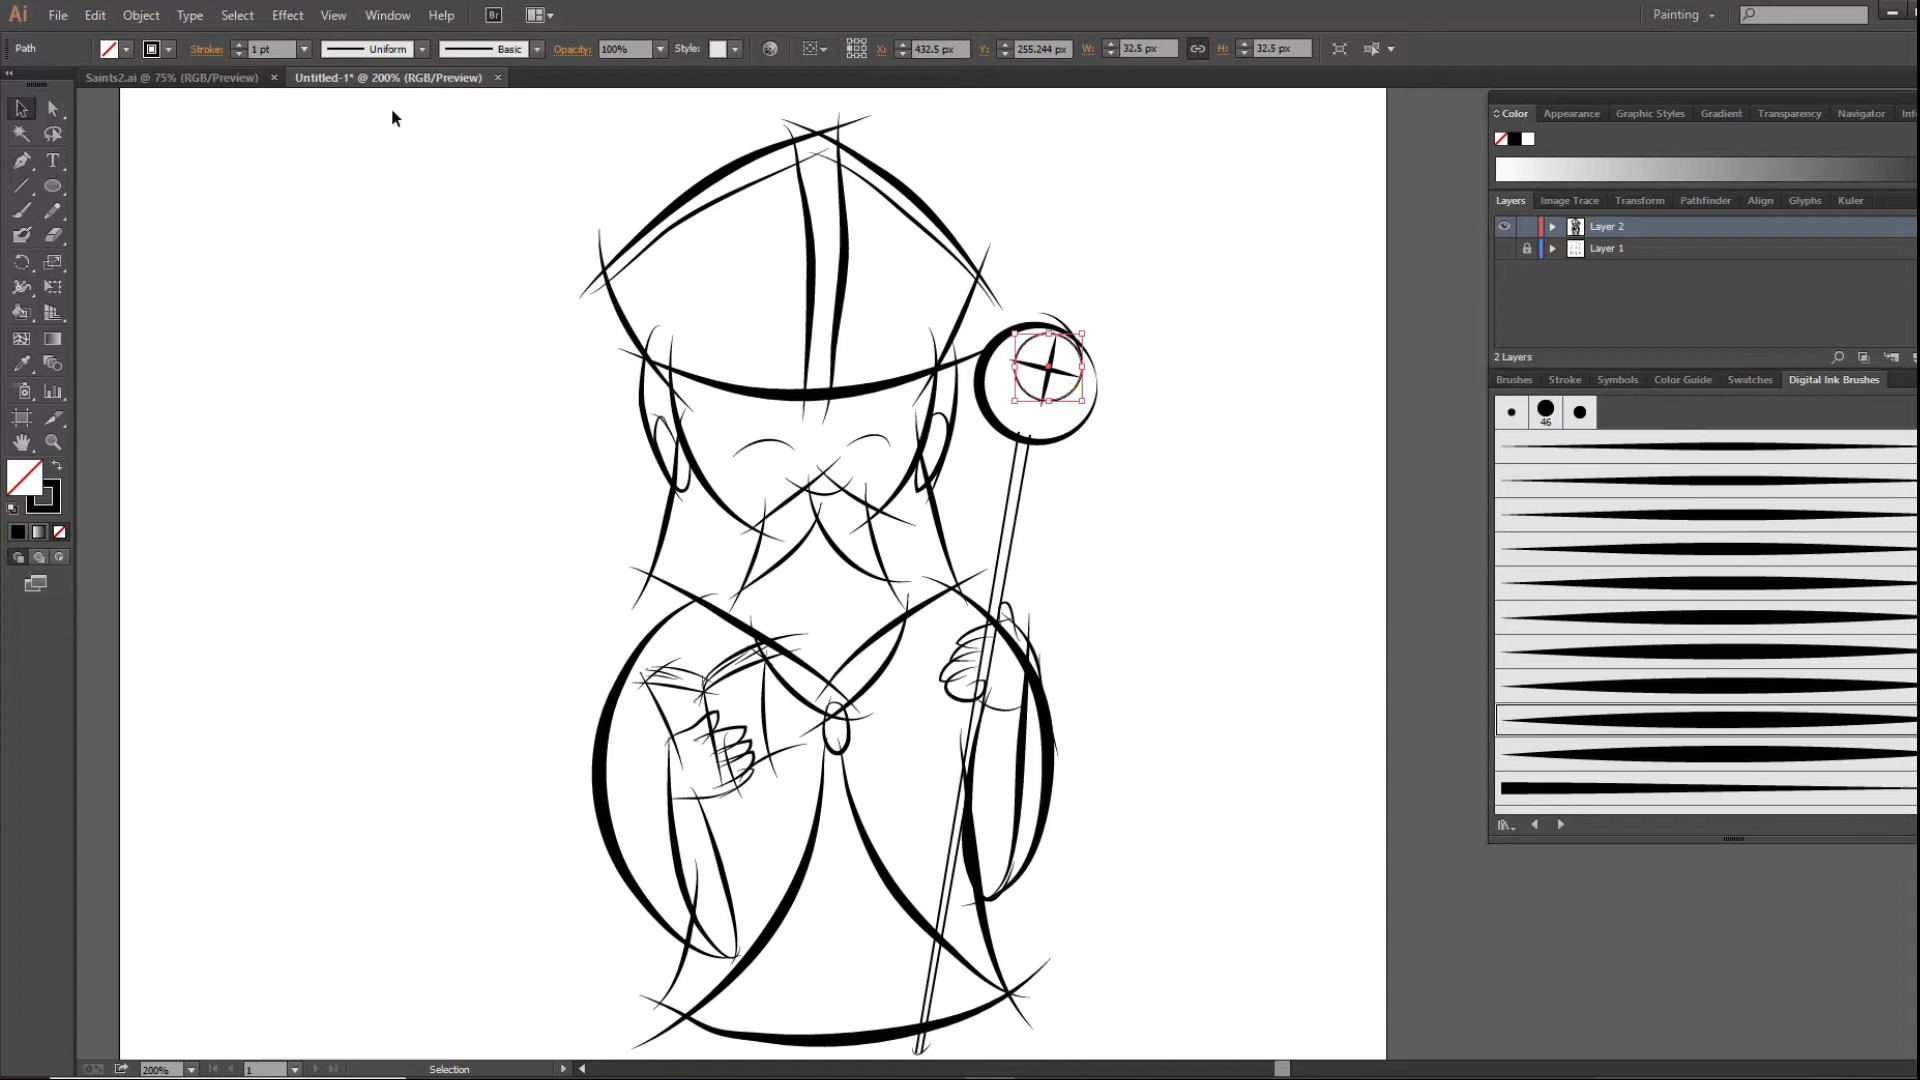 Ai File Edit Object Type Select Effect View Window Help Br Painting
Path Stroke: 1 pt Uniform Basic Opacity: 100% Style: X: 432.5 px Y: 255.244 px W: 32.5 px H: 32.5 px
Saints2.ai @ 75% (RGB/Preview) × Untitled-1* @ 200% (RGB/Preview) ×
Color Appearance Graphic Styles Gradient Transparency Navigator Inf
Layers Image Trace Transform Pathfinder Align Glyphs Kuler
Layer 2
Layer 1
2 Layers
Brushes Stroke Symbols Color Guide Swatches Digital Ink Brushes
46
200% 1 Selection